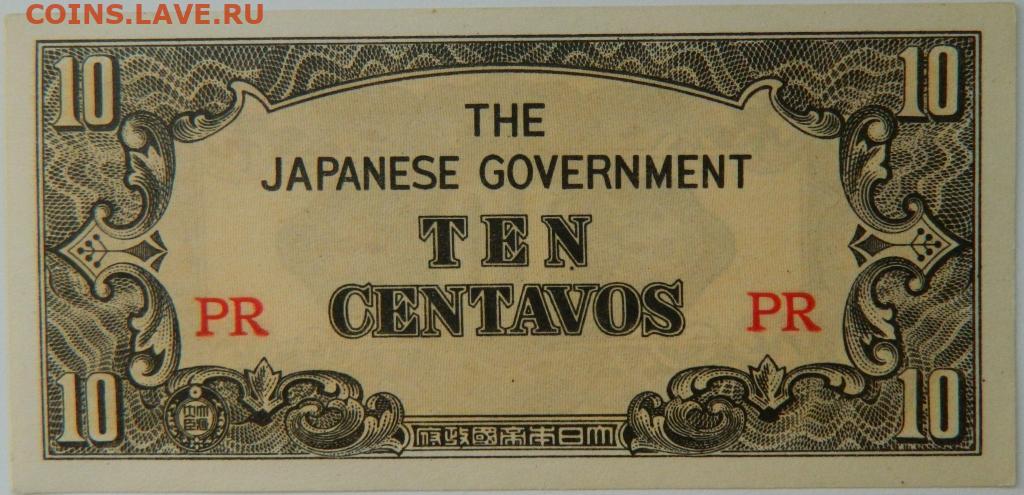 COINS.LAVE.РУ
10 10
THE
JAPANESE GOVERNMENT
TEN
CENTAVOS
PR PR
10 10
府政國帝本日大